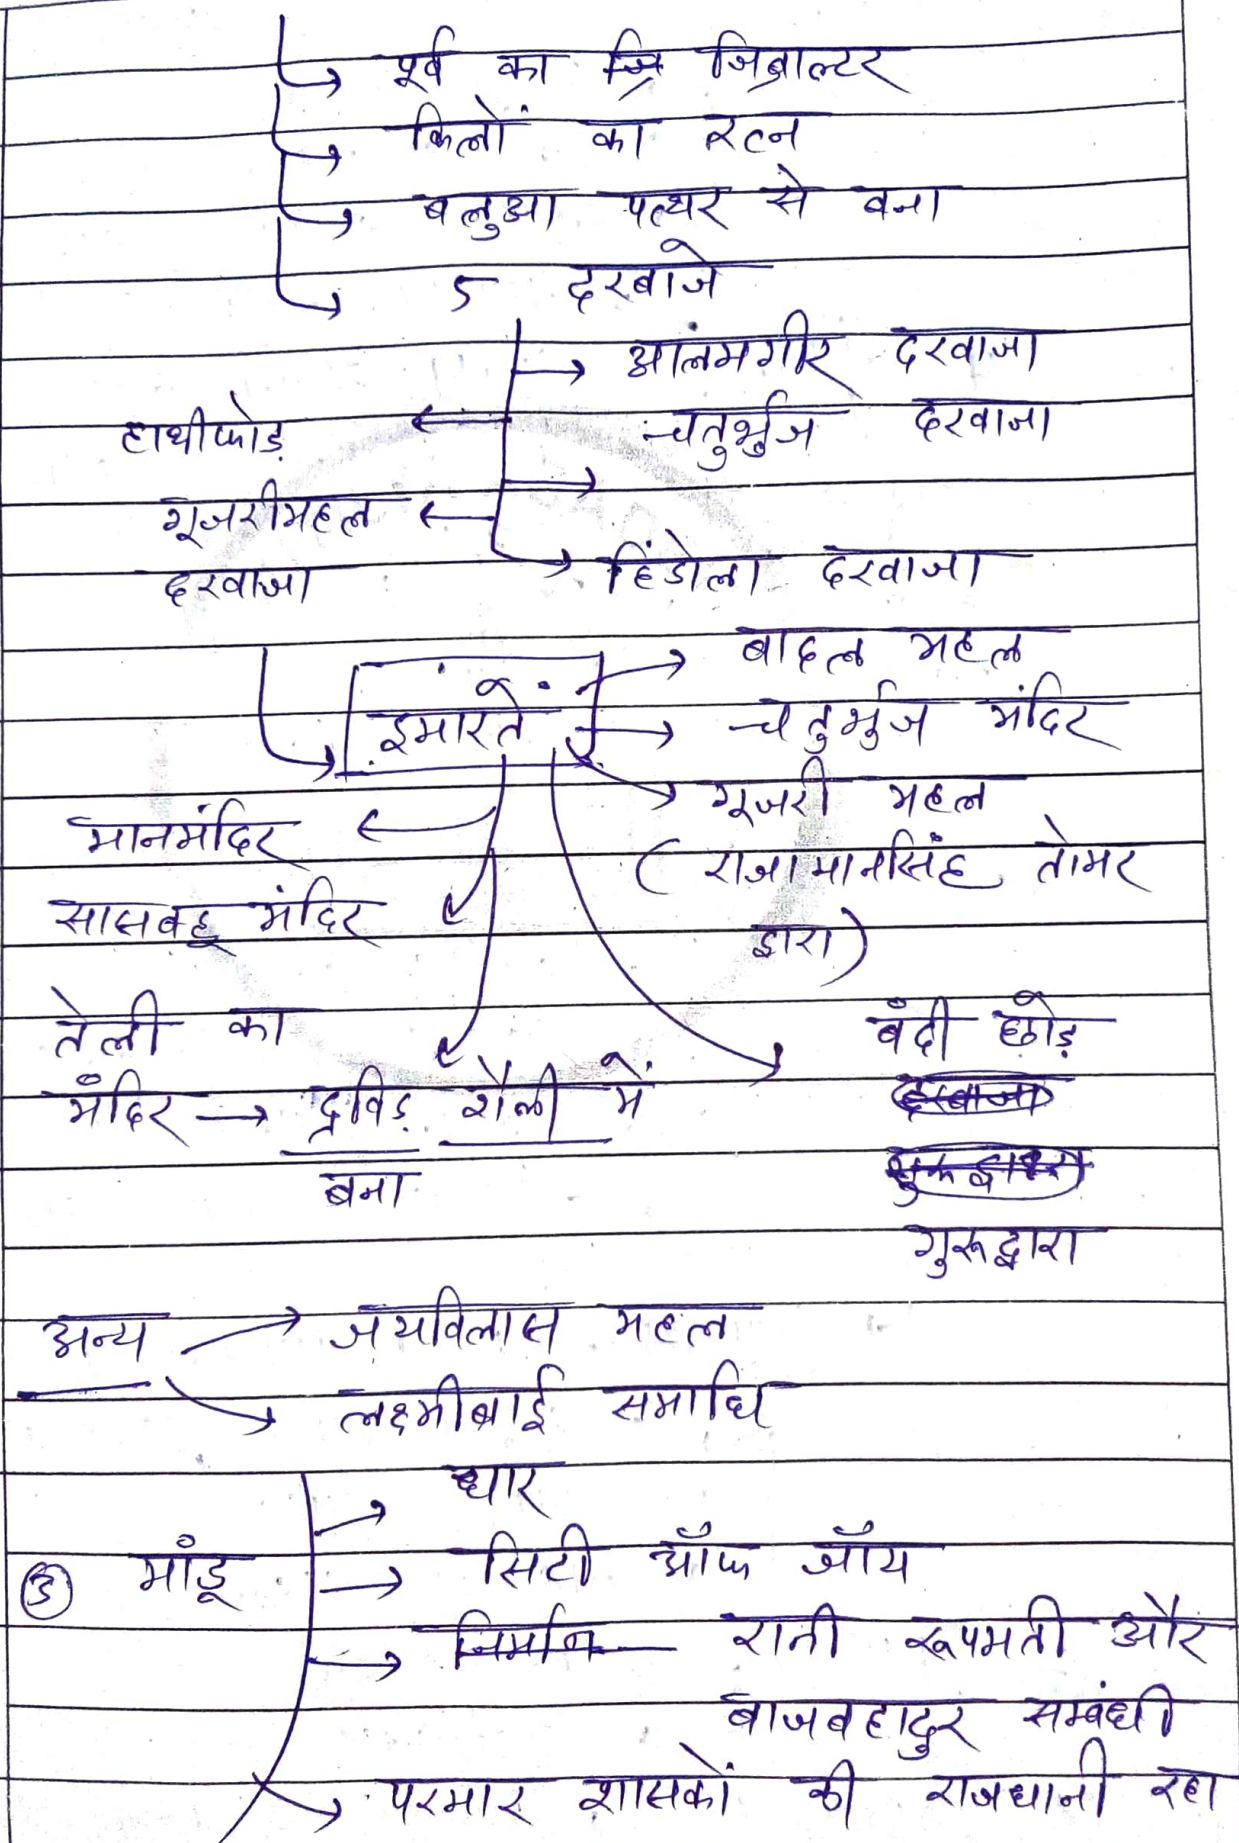 पूर्व का जिब्राल्टर
किलों का रत्न
बलुआ पत्थर से बना
5 दरबाजे
आलमगीर दरवाजा
हाथीफोड़
चतुर्भुज दरवाजा
गूजरीमहल
दरवाजा
हिंडोला दरवाजा
बादल महल
इमारतें
चतुर्भुज मंदिर
गूजरी महल
मानमंदिर
(राजा मानसिंह तोमर
द्वारा)
सासबहू मंदिर
तेली का
मंदिर → द्रविड़ शैली में
बना
बंदी छोड़
गुरूद्वारा
अन्य
जयविलास महल
लक्ष्मीबाई समाधि
धार
③ मांडू
सिटी ऑफ जॉय
निर्माण — रानी रूपमती और
बाजबहादुर सम्बंधी
परमार शासकों की राजधानी रहा